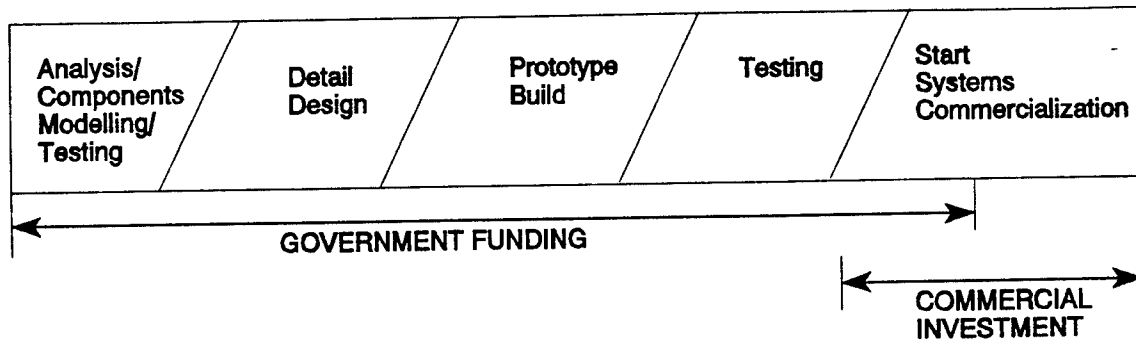 Analysis/
Components
Modelling/
Testing
Detail
Design
Prototype
Build
Testing
Start
Systems
Commercialization
GOVERNMENT FUNDING
COMMERCIAL
INVESTMENT